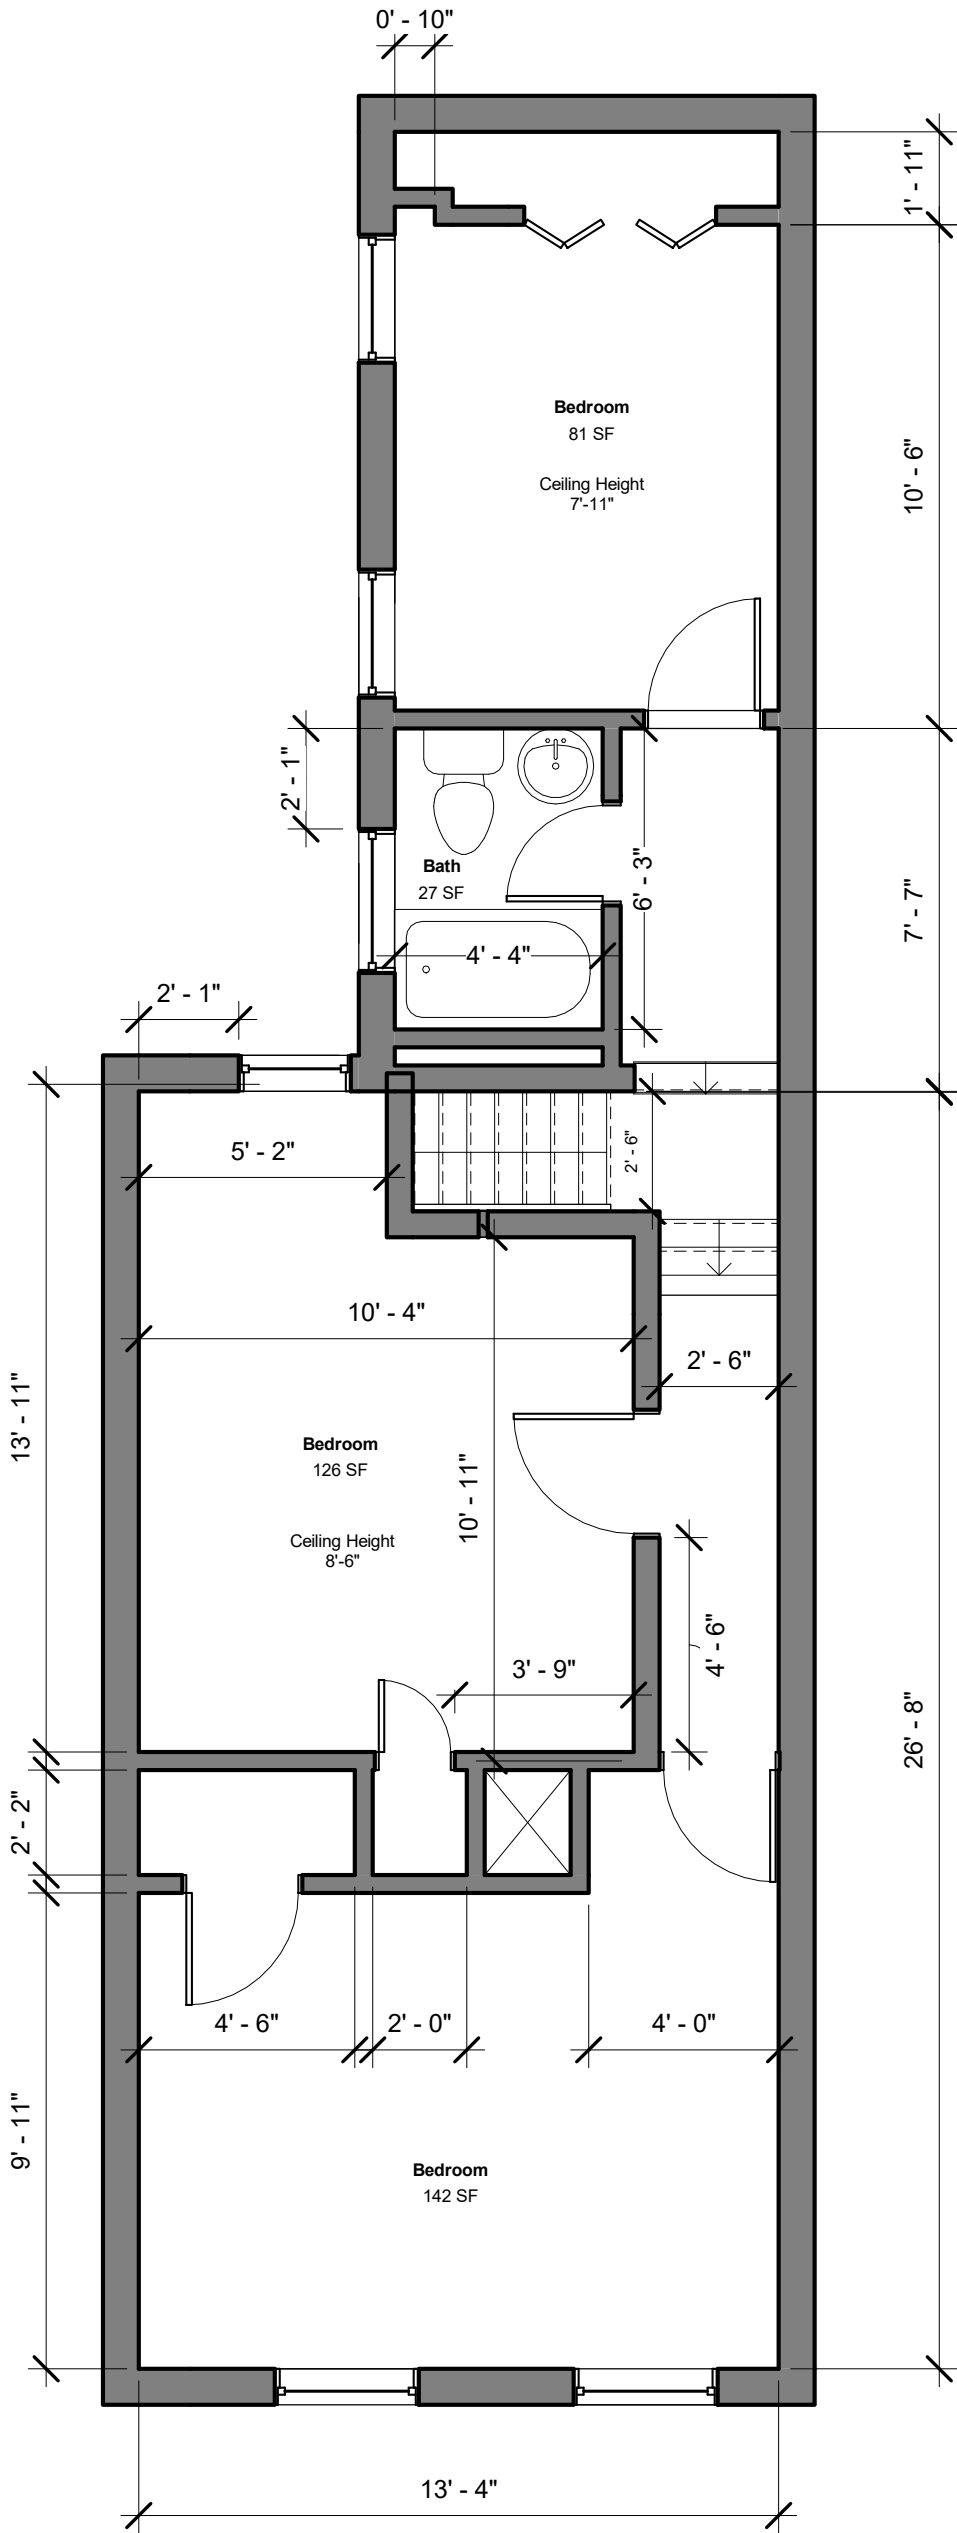 0' - 10"
1' - 11"
Bedroom
81 SF
Ceiling Height
7'-11"
10' - 6"
2' - 1"
Bath
27 SF
6' - 3"
7' - 7"
4' - 4"
2' - 1"
5' - 2"
2' - 6"
10' - 4"
2' - 6"
13' - 11"
Bedroom
126 SF
10' - 11"
Ceiling Height
8'-6"
4' - 6"
3' - 9"
26' - 8"
2' - 2"
4' - 6"
2' - 0"
4' - 0"
9' - 11"
Bedroom
142 SF
13' - 4"